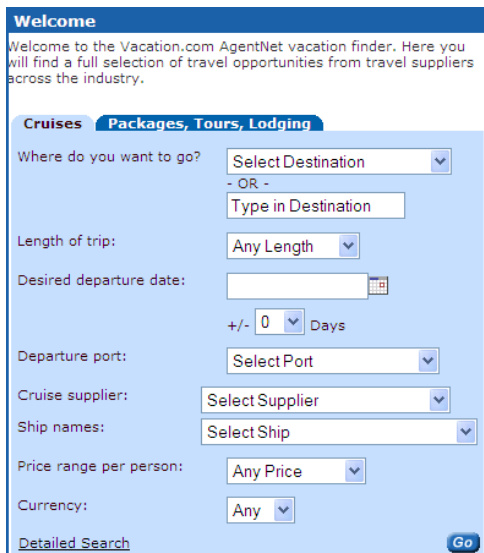 Welcome
Welcome to the Vacation.com AgentNet vacation finder. Here you
will find a full selection of travel opportunities from travel suppliers
across the industry.
Cruises Packages, Tours, Lodging
Where do you want to go? Select Destination
- OR -
Type in Destination
Length of trip: Any Length
Desired departure date:
+/- 0 Days
Departure port: Select Port
Cruise supplier: Select Supplier
Ship names: Select Ship
Price range per person: Any Price
Currency: Any
Detailed Search Go